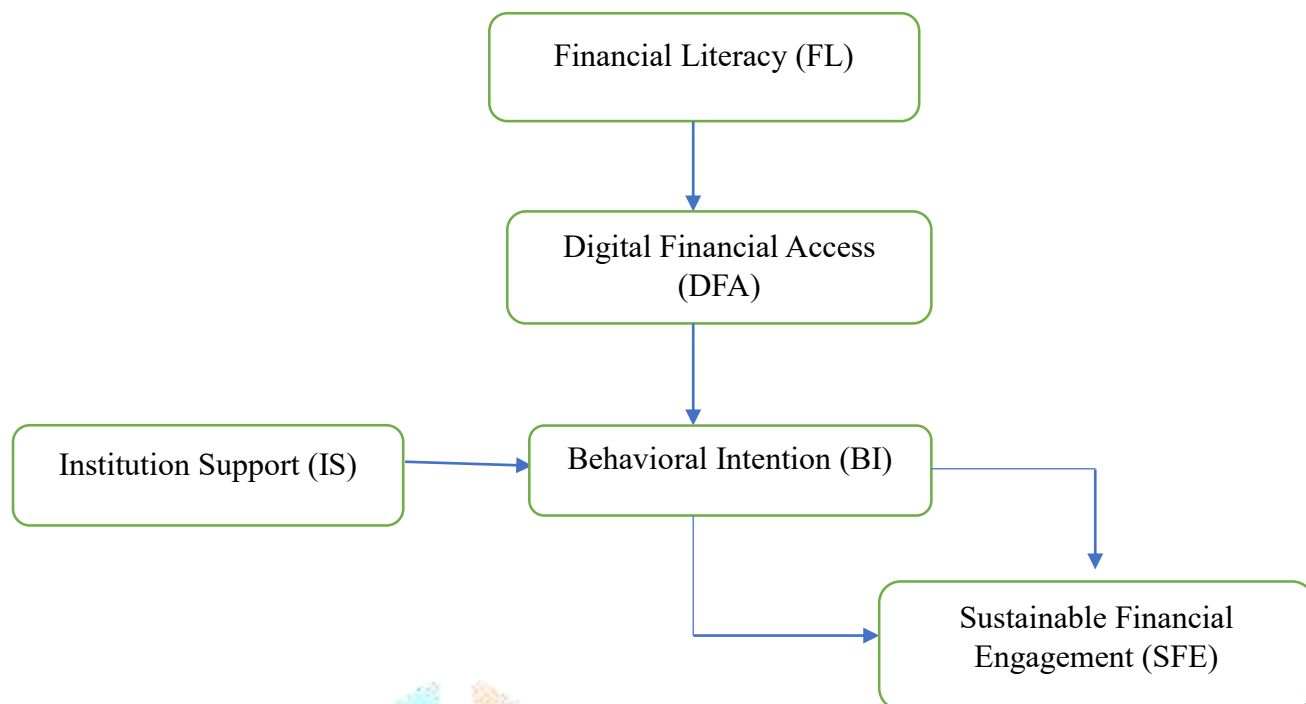 Financial Literacy (FL)
Digital Financial Access
(DFA)
Institution Support (IS)
Behavioral Intention (BI)
Sustainable Financial
Engagement (SFE)